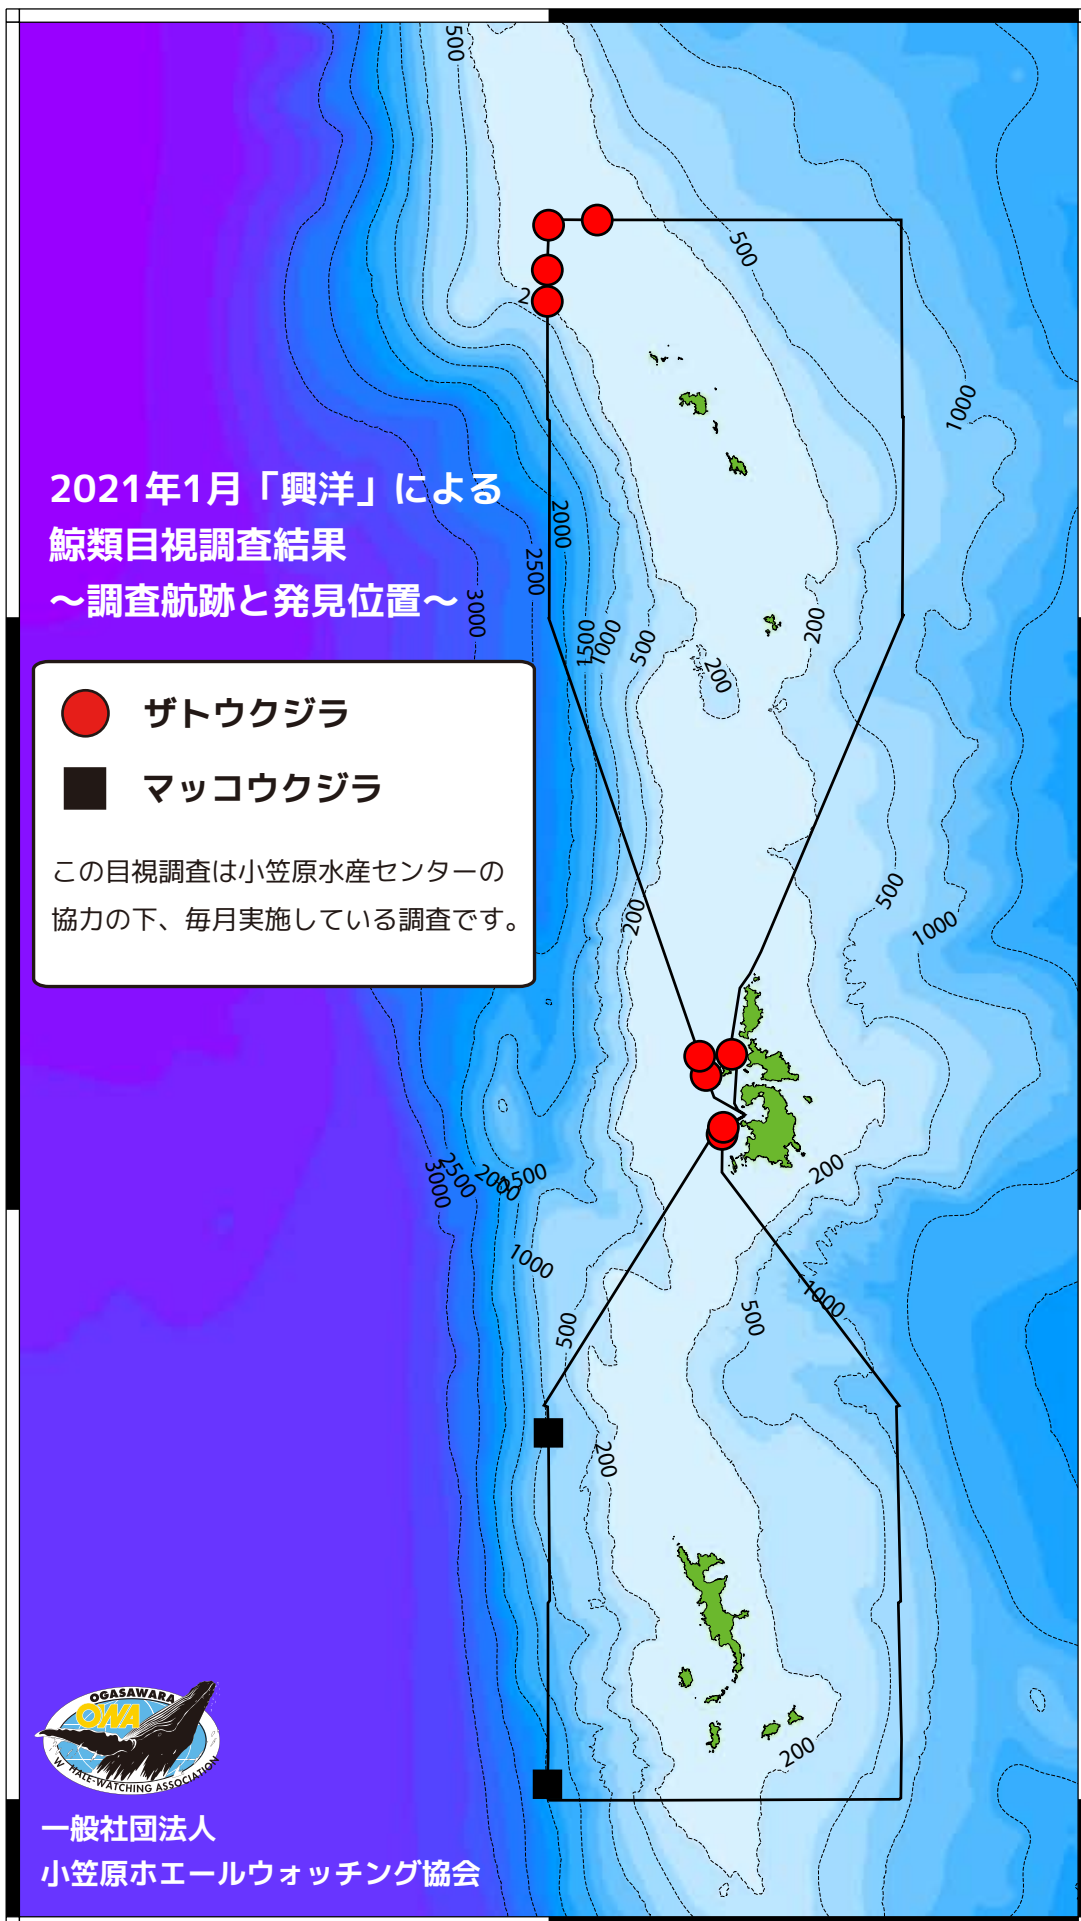 500
500
2
1000
2021年1月「興洋」による
鯨類目視調査結果
～調査航跡と発見位置～
2000
2500
3000
1500
1000
500
200
200
ザトウクジラ
マッコウクジラ
この目視調査は小笠原水産センターの
協力の下、毎月実施している調査です。
200
500
1000
3000
2500
2000
1500
200
1000
500
500
1000
200
200
OGASAWARA
OWA
WHALE-WATCHING ASSOCIATION
一般社団法人
小笠原ホエールウォッチング協会